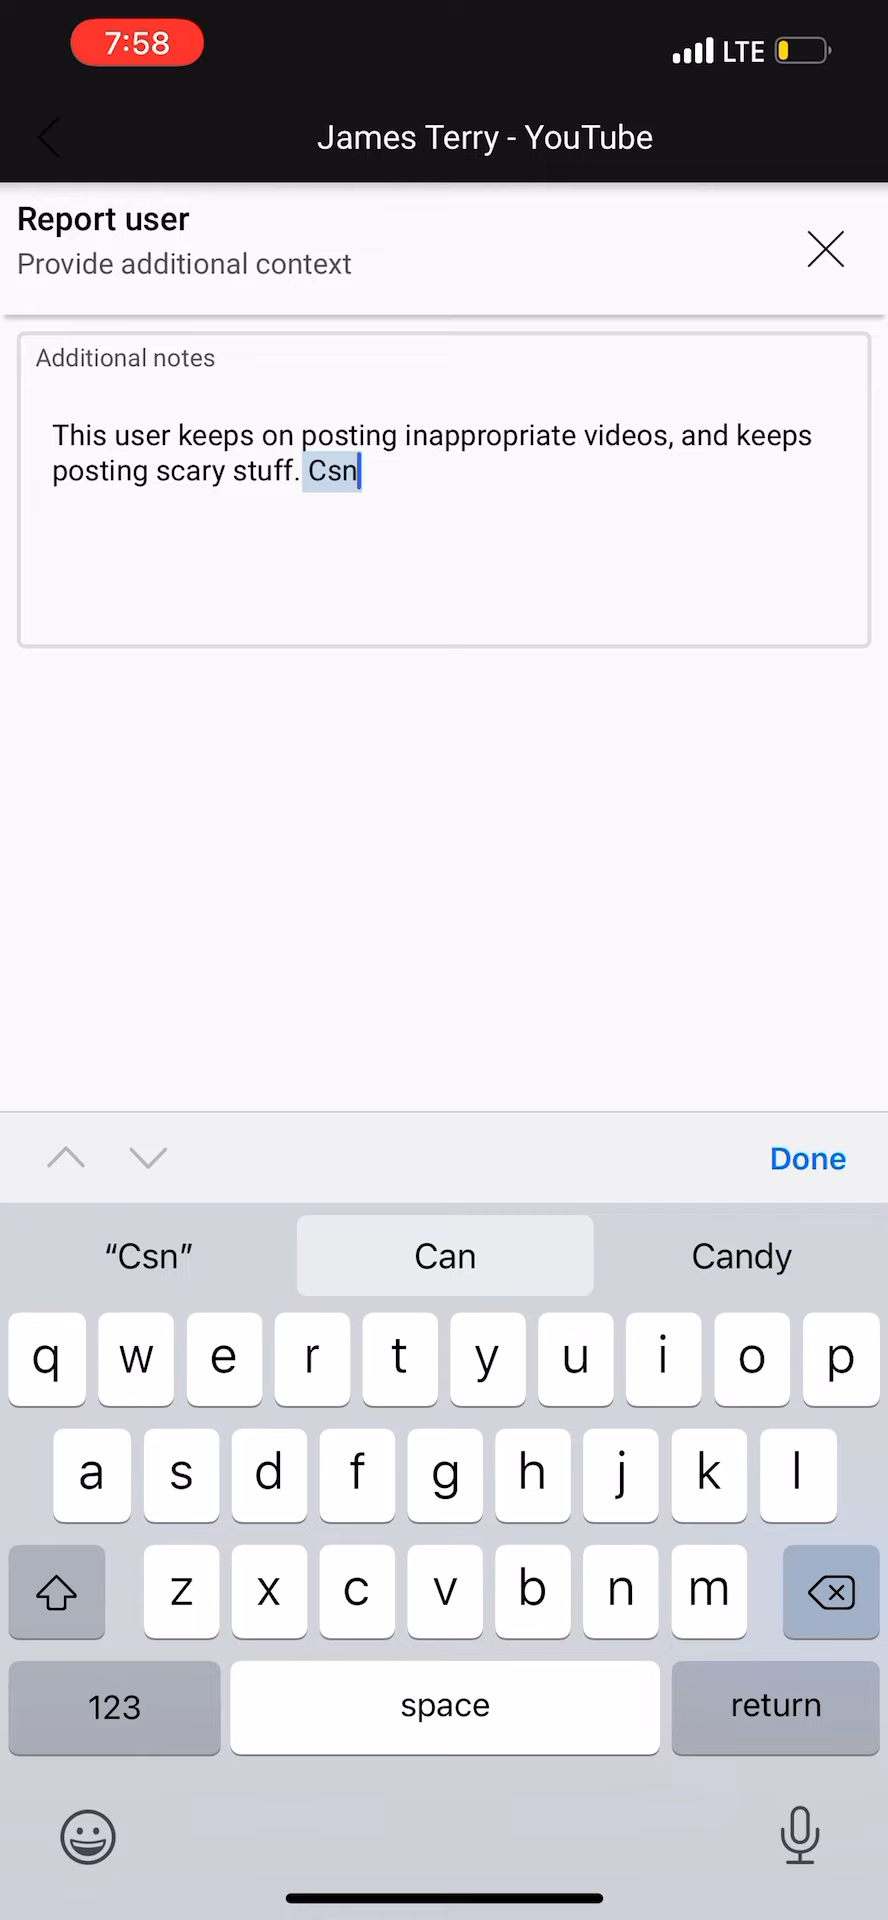 7:58
LTE
James Terry - YouTube
Report user
Provide additional context
Additional notes
This user keeps on posting inappropriate videos, and keeps
posting scary stuff. Csn
Done
“Csn” Can Candy
q w e r t y u i o p
a s d f g h j k l
z x c v b n m
123 space return